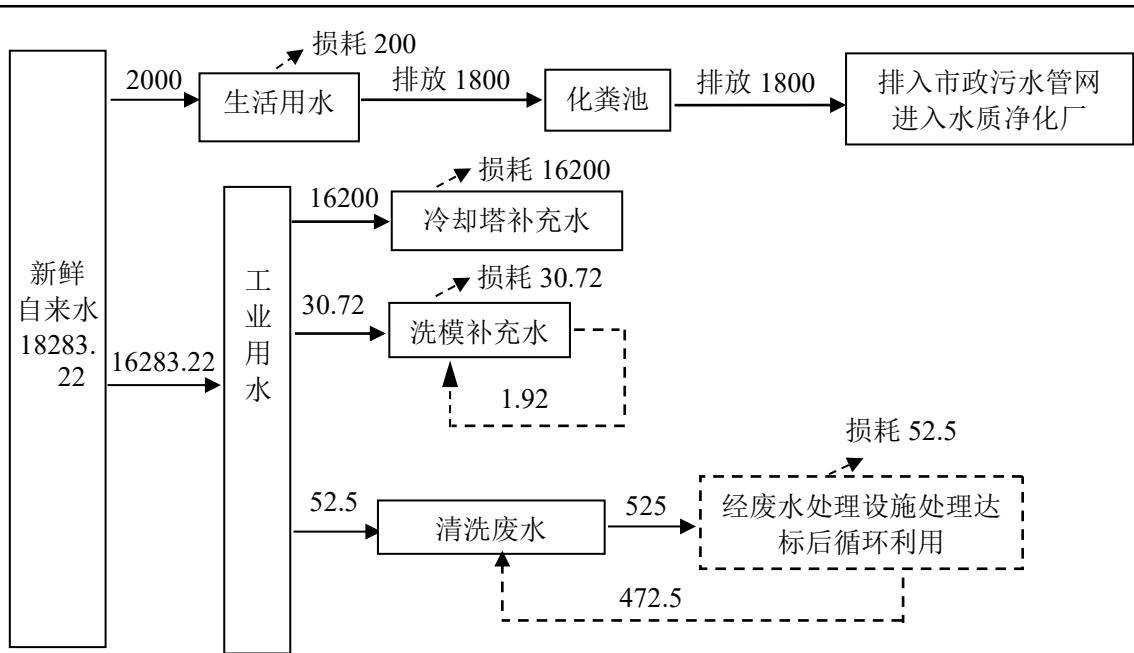 损耗 200
2000
生活用水
排放 1800
化粪池
排放 1800
排入市政污水管网
进入水质净化厂
损耗 16200
16200
冷却塔补充水
新鲜
自来水
18283.
22
16283.22
工
业
用
水
损耗 30.72
30.72
洗模补充水
1.92
损耗 52.5
52.5
清洗废水
525
经废水处理设施处理达
标后循环利用
472.5